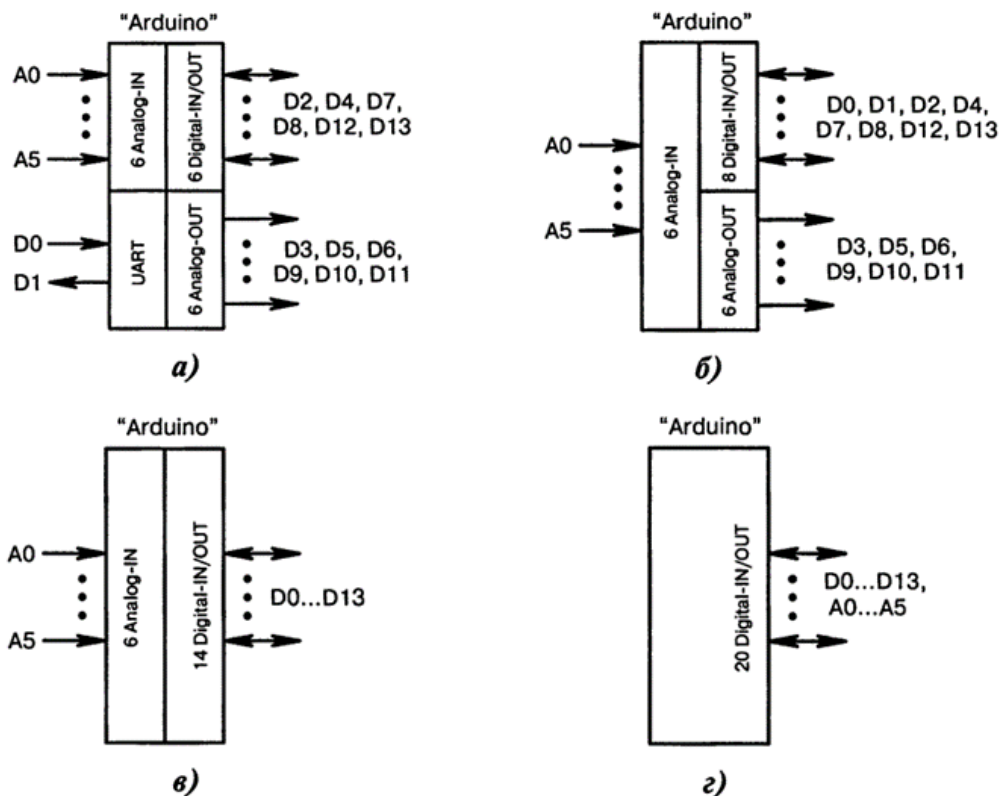 "Arduino"
A0
A5
D0
D1
6 Analog-IN
UART
6 Digital-IN/OUT
6 Analog-OUT
D2, D4, D7,
D8, D12, D13
D3, D5, D6,
D9, D10, D11
а)
"Arduino"
A0
A5
6 Analog-IN
8 Digital-IN/OUT
6 Analog-OUT
D0, D1, D2, D4,
D7, D8, D12, D13
D3, D5, D6,
D9, D10, D11
б)
"Arduino"
A0
A5
6 Analog-IN
14 Digital-IN/OUT
D0...D13
в)
"Arduino"
20 Digital-IN/OUT
D0...D13,
A0...A5
г)